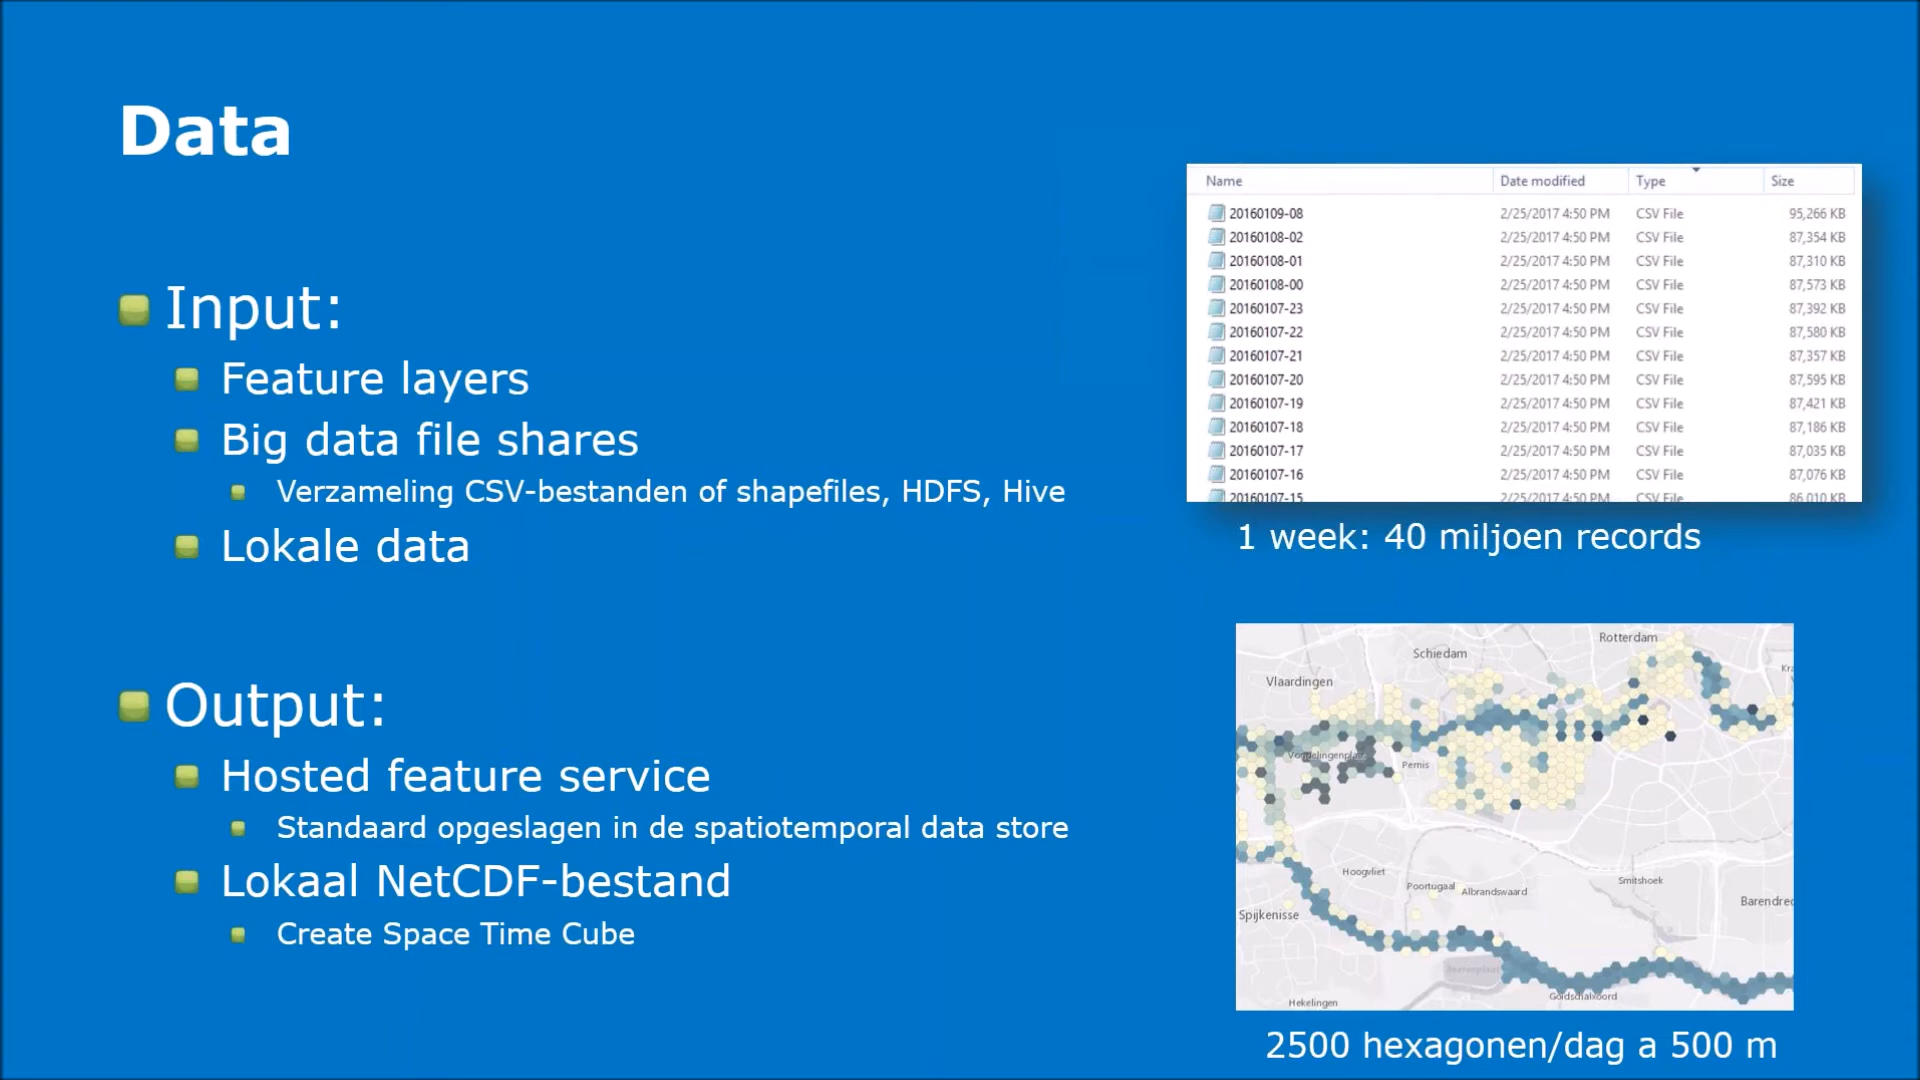 Data
Input:
Feature layers
Big data file shares
Verzameling CSV-bestanden of shapefiles, HDFS, Hive
Lokale data
Output:
Hosted feature service
Standaard opgeslagen in de spatiotemporal data store
Lokaal NetCDF-bestand
Create Space Time Cube
Name Date modified Type Size
20160109-08 2/25/2017 4:50 PM CSV File 95,266 KB
20160108-02 2/25/2017 4:50 PM CSV File 87,354 KB
20160108-01 2/25/2017 4:50 PM CSV File 87,310 KB
20160108-00 2/25/2017 4:50 PM CSV File 87,573 KB
20160107-23 2/25/2017 4:50 PM CSV File 87,392 KB
20160107-22 2/25/2017 4:50 PM CSV File 87,580 KB
20160107-21 2/25/2017 4:50 PM CSV File 87,357 KB
20160107-20 2/25/2017 4:50 PM CSV File 87,595 KB
20160107-19 2/25/2017 4:50 PM CSV File 87,421 KB
20160107-18 2/25/2017 4:50 PM CSV File 87,186 KB
20160107-17 2/25/2017 4:50 PM CSV File 87,035 KB
20160107-16 2/25/2017 4:50 PM CSV File 87,076 KB
20160107-15 2/25/2017 4:50 PM CSV File 86,010 KB
1 week: 40 miljoen records
Rotterdam
Schiedam
Kra
Vlaardingen
Pernis
Hoogvliet
Smitshoek
Poortugaal
Albrandswaard
Barendrec
Spijkenisse
Goidschalxoord
Hekelingen
2500 hexagonen/dag a 500 m